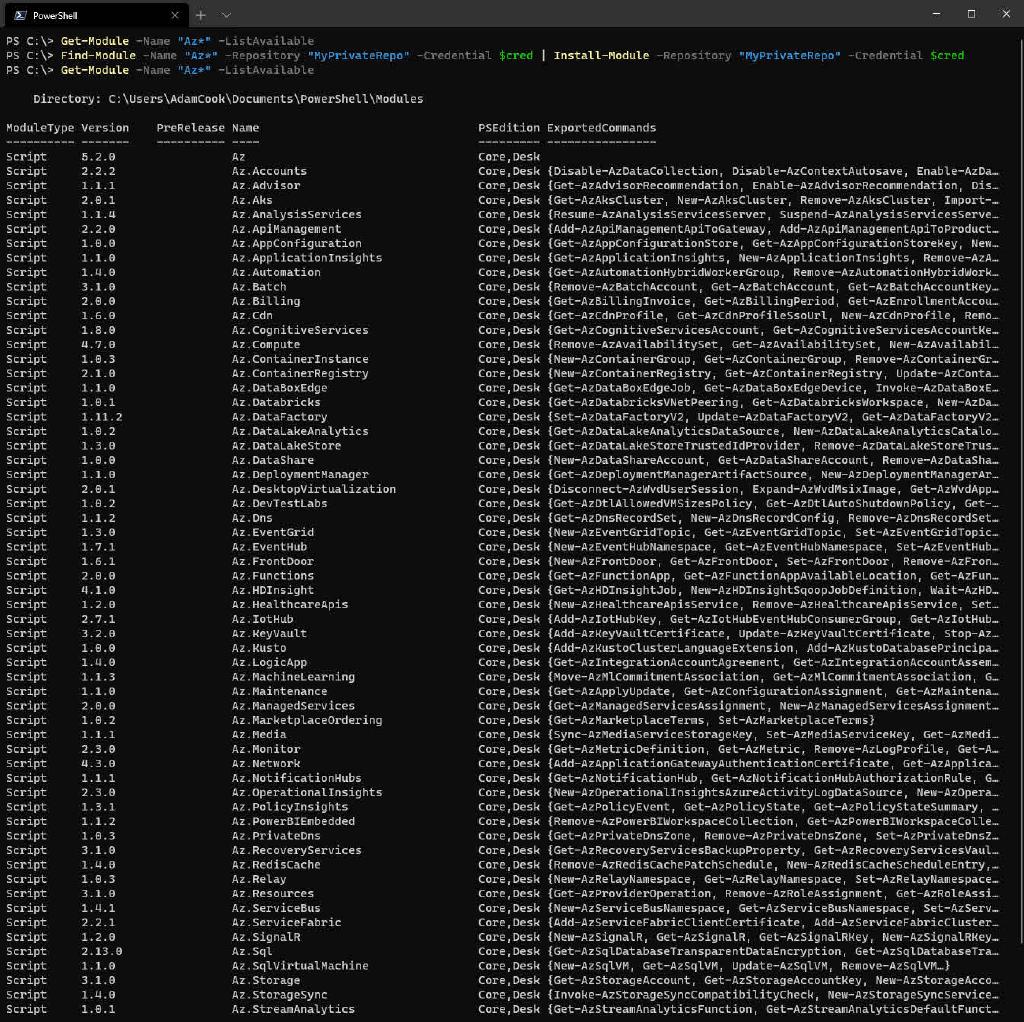 PowerShell
PS C:\> Get-Module -Name "Az*" -ListAvailable
PS C:\> Find-Module -Name "Az*" -Repository "MyPrivateRepo" -Credential $cred | Install-Module -Repository "MyPrivateRepo" -Credential $cred
PS C:\> Get-Module -Name "Az*" -ListAvailable
Directory: C:\Users\AdamCook\Documents\PowerShell\Modules
ModuleType Version PreRelease Name PSEdition ExportedCommands
---------- ------- ---------- ---- --------- ----------------
Script 5.2.0 Az Core,Desk
Script 2.2.2 Az.Accounts Core,Desk {Disable-AzDataCollection, Disable-AzContextAutosave, Enable-AzDa…
Script 1.1.1 Az.Advisor Core,Desk {Get-AzAdvisorRecommendation, Enable-AzAdvisorRecommendation, Dis…
Script 2.0.1 Az.Aks Core,Desk {Get-AzAksCluster, New-AzAksCluster, Remove-AzAksCluster, Import-…
Script 1.1.4 Az.AnalysisServices Core,Desk {Resume-AzAnalysisServicesServer, Suspend-AzAnalysisServicesServe…
Script 2.2.0 Az.ApiManagement Core,Desk {Add-AzApiManagementApiToGateway, Add-AzApiManagementApiToProduct…
Script 1.0.0 Az.AppConfiguration Core,Desk {Get-AzAppConfigurationStore, Get-AzAppConfigurationStoreKey, New…
Script 1.1.0 Az.ApplicationInsights Core,Desk {Get-AzApplicationInsights, New-AzApplicationInsights, Remove-AzA…
Script 1.4.0 Az.Automation Core,Desk {Get-AzAutomationHybridWorkerGroup, Remove-AzAutomationHybridWork…
Script 3.1.0 Az.Batch Core,Desk {Remove-AzBatchAccount, Get-AzBatchAccount, Get-AzBatchAccountKey…
Script 2.0.0 Az.Billing Core,Desk {Get-AzBillingInvoice, Get-AzBillingPeriod, Get-AzEnrollmentAccou…
Script 1.6.0 Az.Cdn Core,Desk {Get-AzCdnProfile, Get-AzCdnProfileSsoUrl, New-AzCdnProfile, Remo…
Script 1.8.0 Az.CognitiveServices Core,Desk {Get-AzCognitiveServicesAccount, Get-AzCognitiveServicesAccountKe…
Script 4.7.0 Az.Compute Core,Desk {Remove-AzAvailabilitySet, Get-AzAvailabilitySet, New-AzAvailabil…
Script 1.0.3 Az.ContainerInstance Core,Desk {New-AzContainerGroup, Get-AzContainerGroup, Remove-AzContainerGr…
Script 2.1.0 Az.ContainerRegistry Core,Desk {New-AzContainerRegistry, Get-AzContainerRegistry, Update-AzConta…
Script 1.1.0 Az.DataBoxEdge Core,Desk {Get-AzDataBoxEdgeJob, Get-AzDataBoxEdgeDevice, Invoke-AzDataBoxE…
Script 1.0.1 Az.Databricks Core,Desk {Get-AzDatabricksVNetPeering, Get-AzDatabricksWorkspace, New-AzDa…
Script 1.11.2 Az.DataFactory Core,Desk {Set-AzDataFactoryV2, Update-AzDataFactoryV2, Get-AzDataFactoryV2…
Script 1.0.2 Az.DataLakeAnalytics Core,Desk {Get-AzDataLakeAnalyticsDataSource, New-AzDataLakeAnalyticsCatalo…
Script 1.3.0 Az.DataLakeStore Core,Desk {Get-AzDataLakeStoreTrustedIdProvider, Remove-AzDataLakeStoreTrus…
Script 1.0.0 Az.DataShare Core,Desk {New-AzDataShareAccount, Get-AzDataShareAccount, Remove-AzDataSha…
Script 1.1.0 Az.DeploymentManager Core,Desk {Get-AzDeploymentManagerArtifactSource, New-AzDeploymentManagerAr…
Script 2.0.1 Az.DesktopVirtualization Core,Desk {Disconnect-AzWvdUserSession, Expand-AzWvdMsixImage, Get-AzWvdApp…
Script 1.0.2 Az.DevTestLabs Core,Desk {Get-AzDtlAllowedVMSizesPolicy, Get-AzDtlAutoShutdownPolicy, Get-…
Script 1.1.2 Az.Dns Core,Desk {Get-AzDnsRecordSet, New-AzDnsRecordConfig, Remove-AzDnsRecordSet…
Script 1.3.0 Az.EventGrid Core,Desk {New-AzEventGridTopic, Get-AzEventGridTopic, Set-AzEventGridTopic…
Script 1.7.1 Az.EventHub Core,Desk {New-AzEventHubNamespace, Get-AzEventHubNamespace, Set-AzEventHub…
Script 1.6.1 Az.FrontDoor Core,Desk {New-AzFrontDoor, Get-AzFrontDoor, Set-AzFrontDoor, Remove-AzFron…
Script 2.0.0 Az.Functions Core,Desk {Get-AzFunctionApp, Get-AzFunctionAppAvailableLocation, Get-AzFun…
Script 4.1.0 Az.HDInsight Core,Desk {Get-AzHDInsightJob, New-AzHDInsightSqoopJobDefinition, Wait-AzHD…
Script 1.2.0 Az.HealthcareApis Core,Desk {New-AzHealthcareApisService, Remove-AzHealthcareApisService, Set…
Script 2.7.1 Az.IotHub Core,Desk {Add-AzIotHubKey, Get-AzIotHubEventHubConsumerGroup, Get-AzIotHub…
Script 3.2.0 Az.KeyVault Core,Desk {Add-AzKeyVaultCertificate, Update-AzKeyVaultCertificate, Stop-Az…
Script 1.0.0 Az.Kusto Core,Desk {Add-AzKustoClusterLanguageExtension, Add-AzKustoDatabasePrincipa…
Script 1.4.0 Az.LogicApp Core,Desk {Get-AzIntegrationAccountAgreement, Get-AzIntegrationAccountAssem…
Script 1.1.3 Az.MachineLearning Core,Desk {Move-AzMlCommitmentAssociation, Get-AzMlCommitmentAssociation, G…
Script 1.1.0 Az.Maintenance Core,Desk {Get-AzApplyUpdate, Get-AzConfigurationAssignment, Get-AzMaintena…
Script 2.0.0 Az.ManagedServices Core,Desk {Get-AzManagedServicesAssignment, New-AzManagedServicesAssignment…
Script 1.0.2 Az.MarketplaceOrdering Core,Desk {Get-AzMarketplaceTerms, Set-AzMarketplaceTerms}
Script 1.1.1 Az.Media Core,Desk {Sync-AzMediaServiceStorageKey, Set-AzMediaServiceKey, Get-AzMedi…
Script 2.3.0 Az.Monitor Core,Desk {Get-AzMetricDefinition, Get-AzMetric, Remove-AzLogProfile, Get-A…
Script 4.3.0 Az.Network Core,Desk {Add-AzApplicationGatewayAuthenticationCertificate, Get-AzApplica…
Script 1.1.1 Az.NotificationHubs Core,Desk {Get-AzNotificationHub, Get-AzNotificationHubAuthorizationRule, G…
Script 2.3.0 Az.OperationalInsights Core,Desk {New-AzOperationalInsightsAzureActivityLogDataSource, New-AzOpera…
Script 1.3.1 Az.PolicyInsights Core,Desk {Get-AzPolicyEvent, Get-AzPolicyState, Get-AzPolicyStateSummary, …
Script 1.1.2 Az.PowerBIEmbedded Core,Desk {Remove-AzPowerBIWorkspaceCollection, Get-AzPowerBIWorkspaceColle…
Script 1.0.3 Az.PrivateDns Core,Desk {Get-AzPrivateDnsZone, Remove-AzPrivateDnsZone, Set-AzPrivateDnsZ…
Script 3.1.0 Az.RecoveryServices Core,Desk {Get-AzRecoveryServicesBackupProperty, Get-AzRecoveryServicesVaul…
Script 1.4.0 Az.RedisCache Core,Desk {Remove-AzRedisCachePatchSchedule, New-AzRedisCacheScheduleEntry,…
Script 1.0.3 Az.Relay Core,Desk {New-AzRelayNamespace, Get-AzRelayNamespace, Set-AzRelayNamespace…
Script 3.1.0 Az.Resources Core,Desk {Get-AzProviderOperation, Remove-AzRoleAssignment, Get-AzRoleAssi…
Script 1.4.1 Az.ServiceBus Core,Desk {New-AzServiceBusNamespace, Get-AzServiceBusNamespace, Set-AzServ…
Script 2.2.1 Az.ServiceFabric Core,Desk {Add-AzServiceFabricClientCertificate, Add-AzServiceFabricCluster…
Script 1.2.0 Az.SignalR Core,Desk {New-AzSignalR, Get-AzSignalR, Get-AzSignalRKey, New-AzSignalRKey…
Script 2.13.0 Az.Sql Core,Desk {Get-AzSqlDatabaseTransparentDataEncryption, Get-AzSqlDatabaseTra…
Script 1.1.0 Az.SqlVirtualMachine Core,Desk {New-AzSqlVM, Get-AzSqlVM, Update-AzSqlVM, Remove-AzSqlVM…}
Script 3.1.0 Az.Storage Core,Desk {Get-AzStorageAccount, Get-AzStorageAccountKey, New-AzStorageAcco…
Script 1.4.0 Az.StorageSync Core,Desk {Invoke-AzStorageSyncCompatibilityCheck, New-AzStorageSyncService…
Script 1.0.1 Az.StreamAnalytics Core,Desk {Get-AzStreamAnalyticsFunction, Get-AzStreamAnalyticsDefaultFunct…